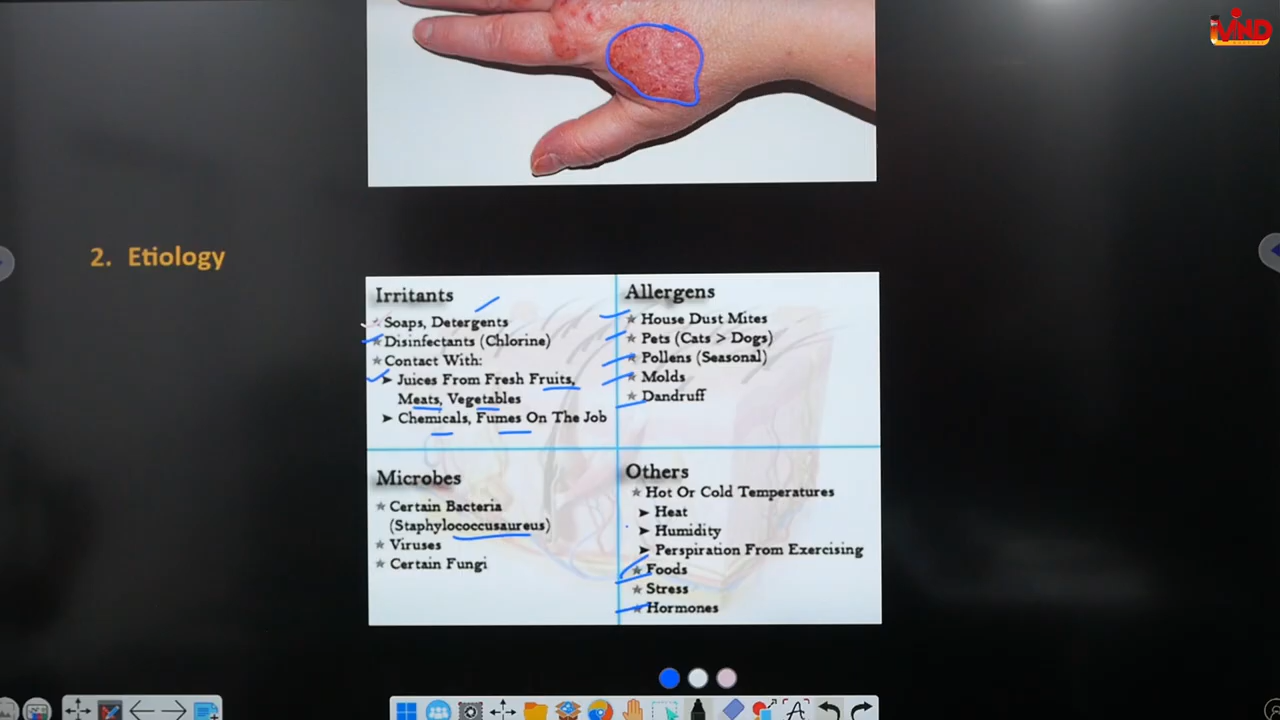 iVIND
2. Etiology
Irritants
Soaps, Detergents
Disinfectants (Chlorine)
Contact With:
Juices From Fresh Fruits,
Meats, Vegetables
Chemicals, Fumes On The Job
Allergens
House Dust Mites
Pets (Cats > Dogs)
Pollens (Seasonal)
Molds
Dandruff
Microbes
Certain Bacteria
(Staphylococcusaureus)
Viruses
Certain Fungi
Others
Hot Or Cold Temperatures
Heat
Humidity
Perspiration From Exercising
Foods
Stress
Hormones